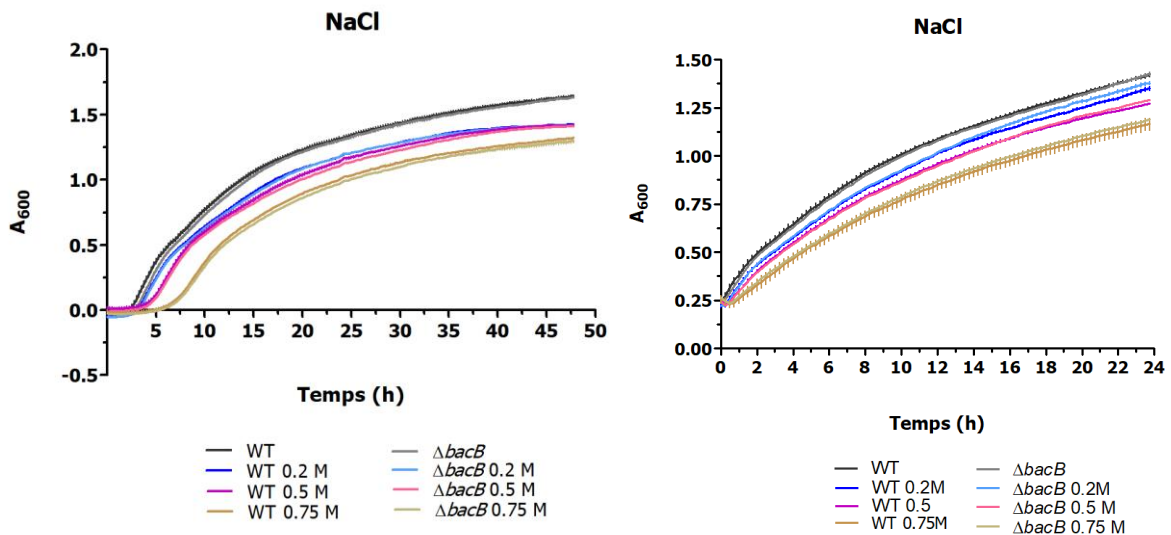 NaCl
2.0
1.5
1.0
0.5
0.0
-0.5
A600
5 10 15 20 25 30 35 40 45 50
Temps (h)
WT ΔbacB
WT 0.2 M ΔbacB 0.2 M
WT 0.5 M ΔbacB 0.5 M
WT 0.75 M ΔbacB 0.75 M
NaCl
1.50
1.25
1.00
0.75
0.50
0.25
0.00
A600
0 2 4 6 8 10 12 14 16 18 20 22 24
Temps (h)
WT ΔbacB
WT 0.2M ΔbacB 0.2M
WT 0.5 ΔbacB 0.5 M
WT 0.75M ΔbacB 0.75 M